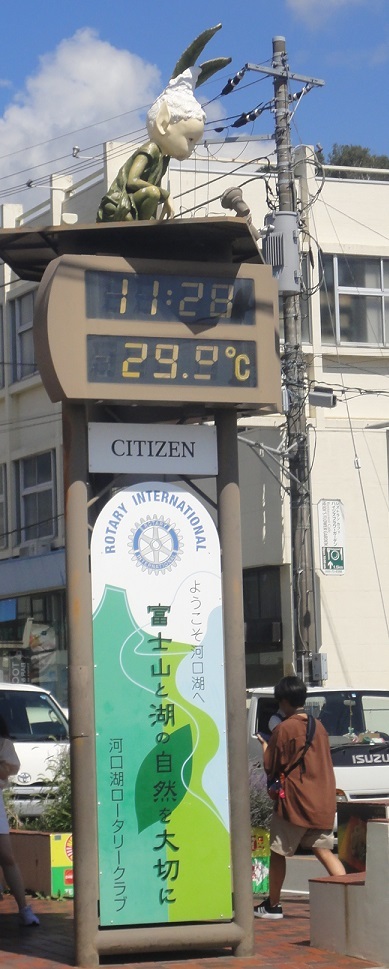 11:28
29.9℃
CITIZEN
ROTARY INTERNATIONAL
ROTARY
INTERNATIONAL
ようこそ河口湖へ
富士山と湖の自然を大切に
河口湖ロータリークラブ
ISUZU